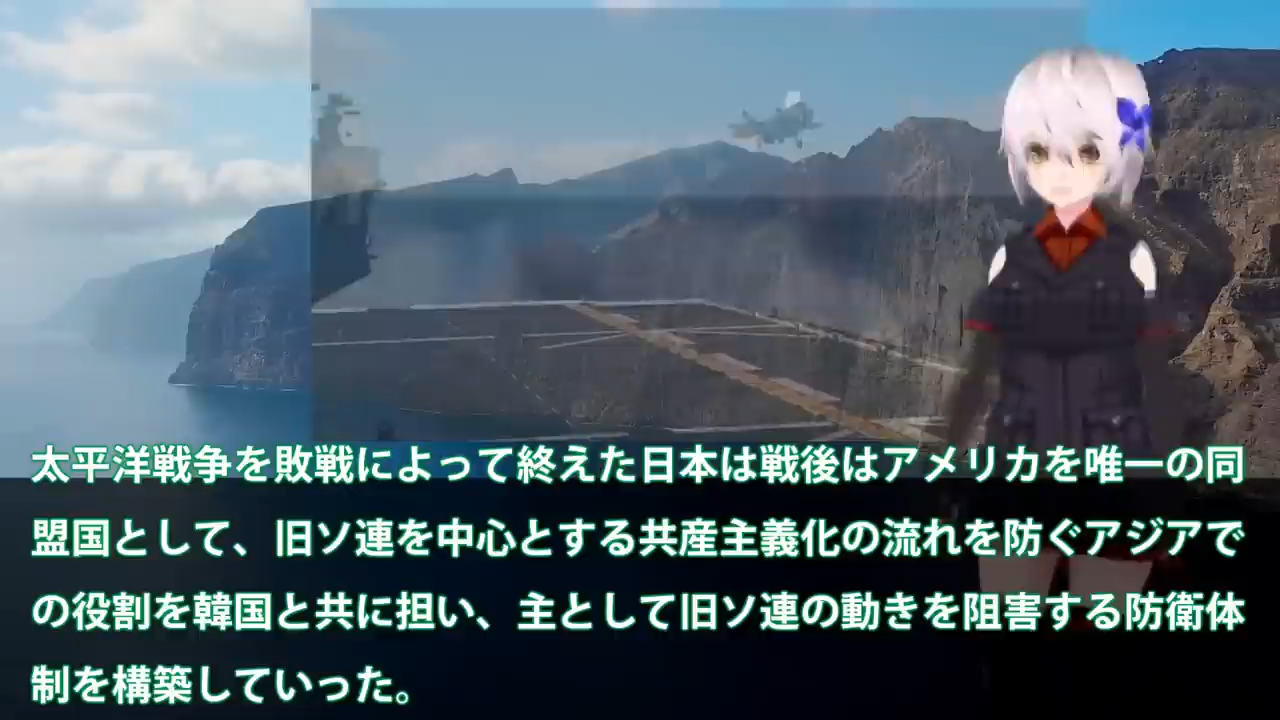 太平洋戦争を敗戦によって終えた日本は戦後はアメリカを唯一の同
盟国として、旧ソ連を中心とする共産主義化の流れを防ぐアジアで
の役割を韓国と共に担い、主として旧ソ連の動きを阻害する防衛体
制を構築していった。